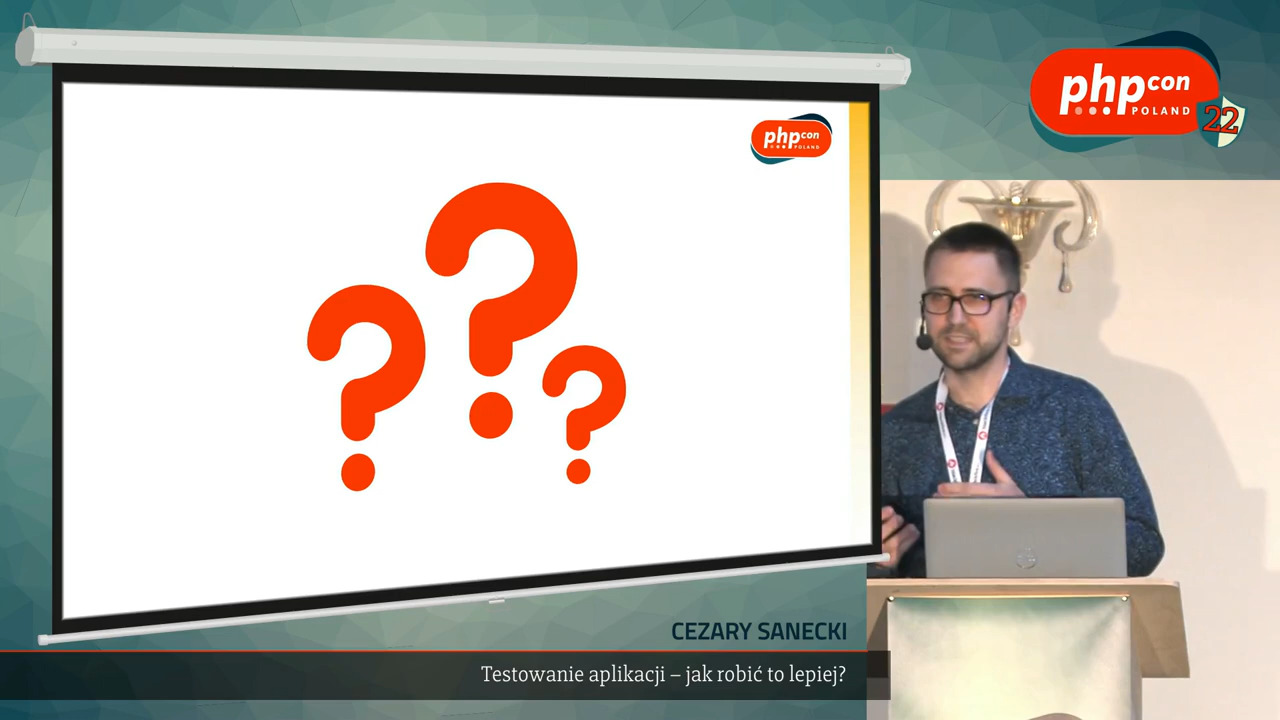 php con
POLAND
22
php con
POLAND
???
CEZARY SANECKI
Testowanie aplikacji – jak robić to lepiej?